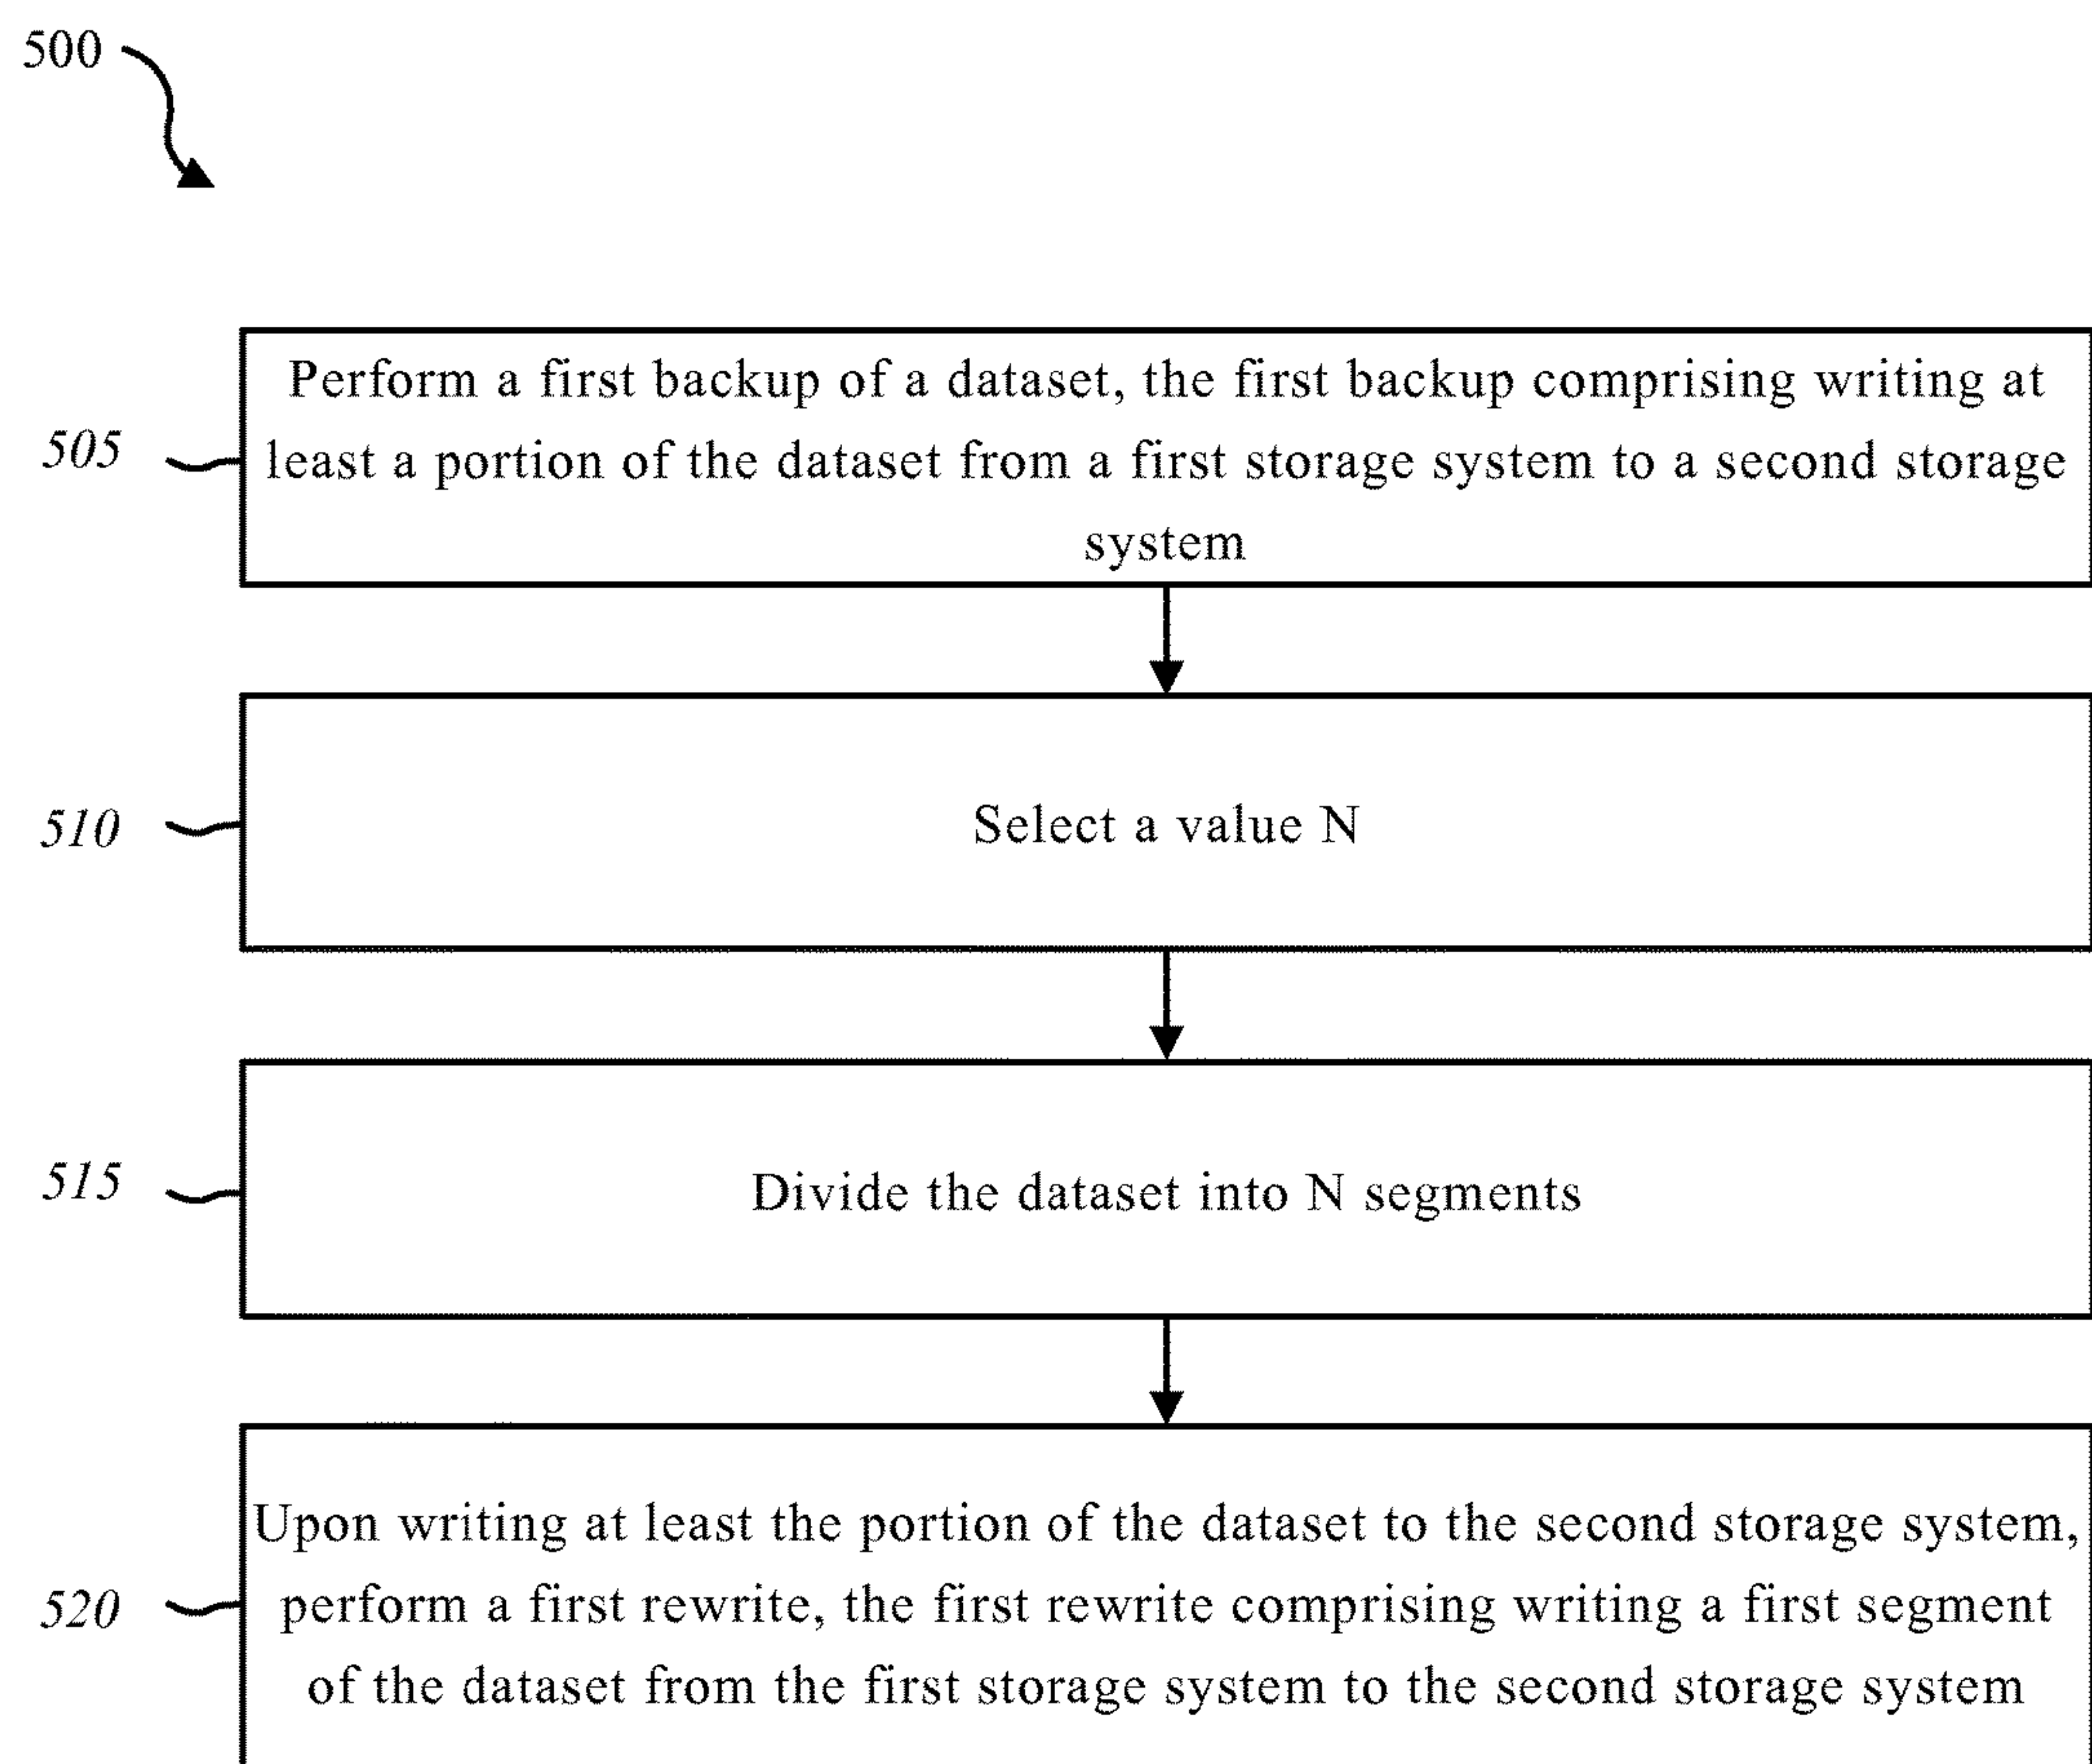 500
Perform a first backup of a dataset, the first backup comprising writing at
505
least a portion of the dataset from a first storage system to a second storage
system
510
Select a value N
515
Divide the dataset into N segments
Upon writing at least the portion of the dataset to the second storage system,
520
perform a first rewrite, the first rewrite comprising writing a first segment
of the dataset from the first storage system to the second storage system